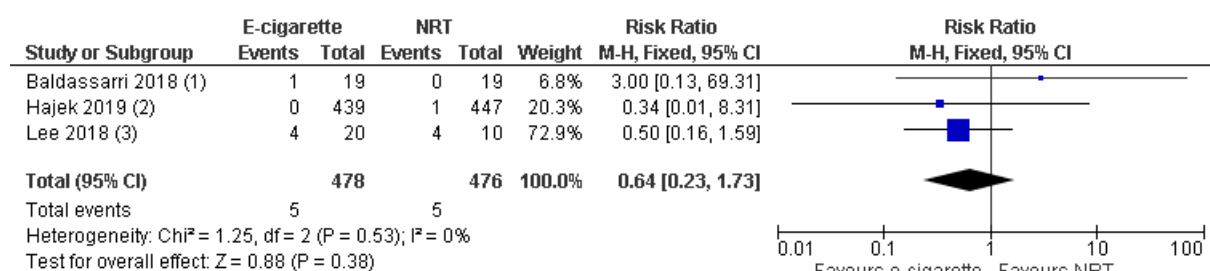 E-cigarette NRT Risk Ratio Risk Ratio
Study or Subgroup Events Total Events Total Weight M-H, Fixed, 95% CI M-H, Fixed, 95% CI
Baldassarri 2018 (1) 1 19 0 19 6.8% 3.00 [0.13, 69.31]
Hajek 2019 (2) 0 439 1 447 20.3% 0.34 [0.01, 8.31]
Lee 2018 (3) 4 20 4 10 72.9% 0.50 [0.16, 1.59]
Total (95% CI) 478 476 100.0% 0.64 [0.23, 1.73]
Total events 5 5
Heterogeneity: Chi² = 1.25, df = 2 (P = 0.53); I² = 0%
Test for overall effect: Z = 0.88 (P = 0.38)
0.01 0.1 1 10 100
Favours e-cigarette Favours NRT